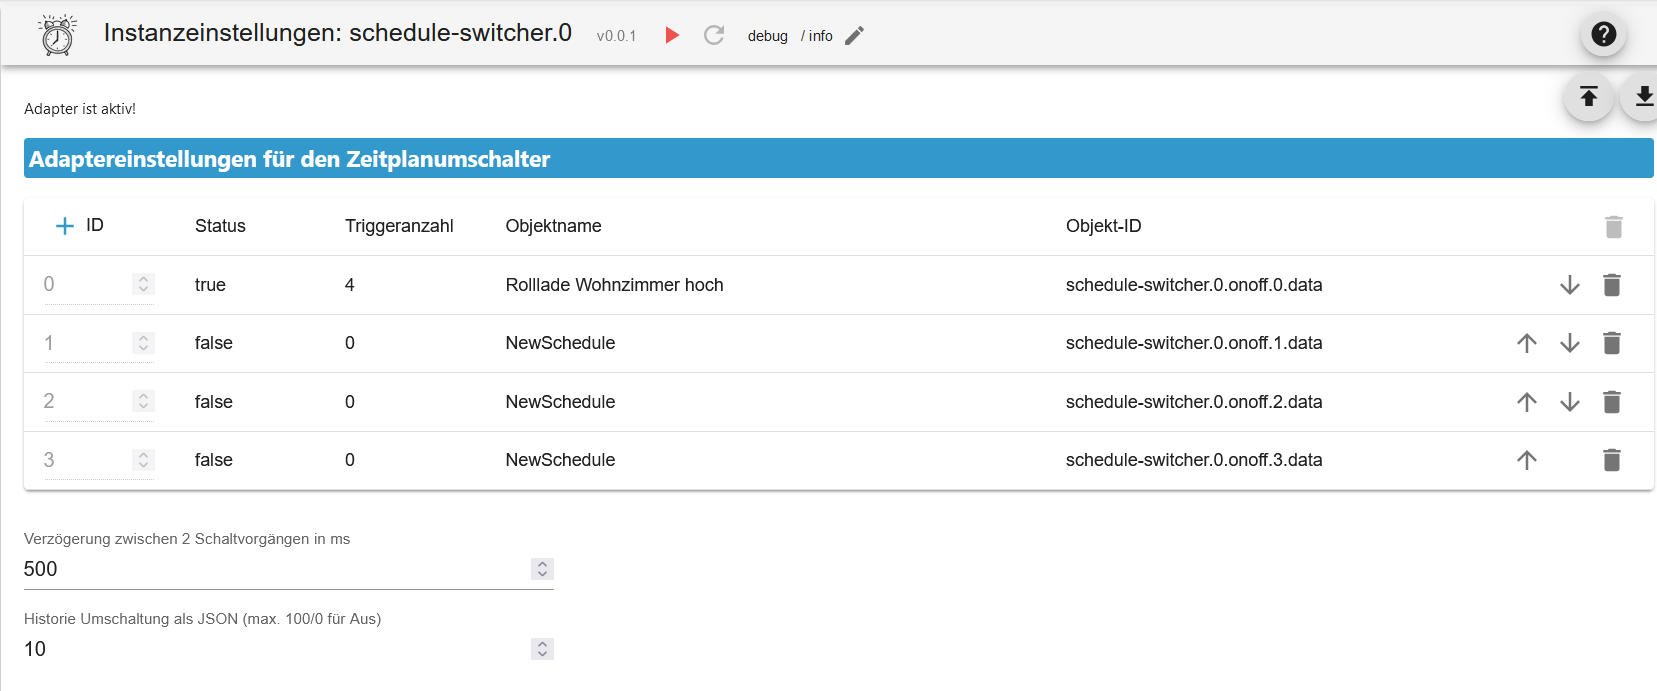 Instanzeinstellungen: schedule-switcher.0 v0.0.1 debug / info
Adapter ist aktiv!
Adaptereinstellungen für den Zeitplanumschalter
ID Status Triggeranzahl Objektname Objekt-ID
0 true 4 Rolllade Wohnzimmer hoch schedule-switcher.0.onoff.0.data
1 false 0 NewSchedule schedule-switcher.0.onoff.1.data
2 false 0 NewSchedule schedule-switcher.0.onoff.2.data
3 false 0 NewSchedule schedule-switcher.0.onoff.3.data
Verzögerung zwischen 2 Schaltvorgängen in ms
500
Historie Umschaltung als JSON (max. 100/0 für Aus)
10